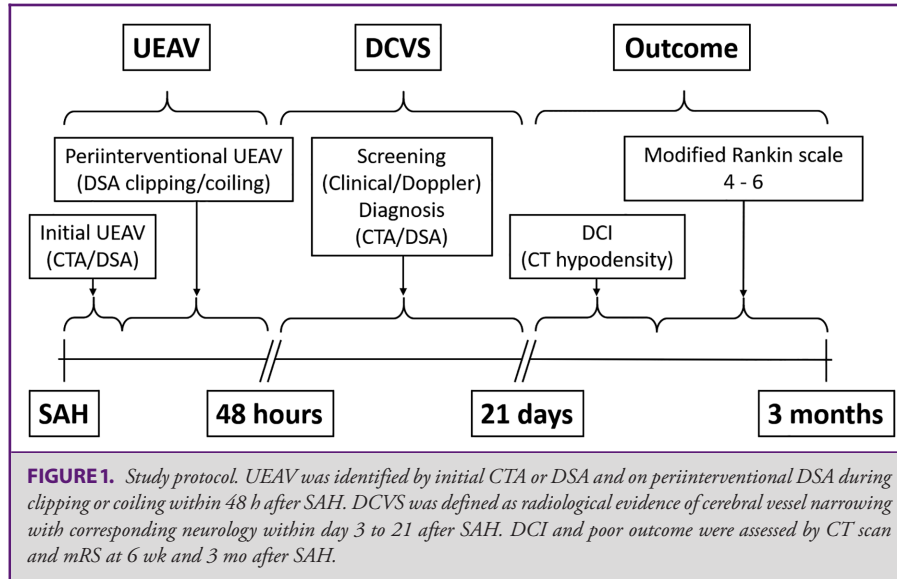 UEAV
DCVS
Outcome
Periinterventional UEAV
(DSA clipping/coiling)
Screening
(Clinical/Doppler)
Diagnosis
(CTA/DSA)
Modified Rankin scale
4 - 6
Initial UEAV
(CTA/DSA)
DCI
(CT hypodensity)
SAH
48 hours
21 days
3 months
FIGURE 1. Study protocol. UEAV was identified by initial CTA or DSA and on periinterventional DSA during
clipping or coiling within 48 h after SAH. DCVS was defined as radiological evidence of cerebral vessel narrowing
with corresponding neurology within day 3 to 21 after SAH. DCI and poor outcome were assessed by CT scan
and mRS at 6 wk and 3 mo after SAH.